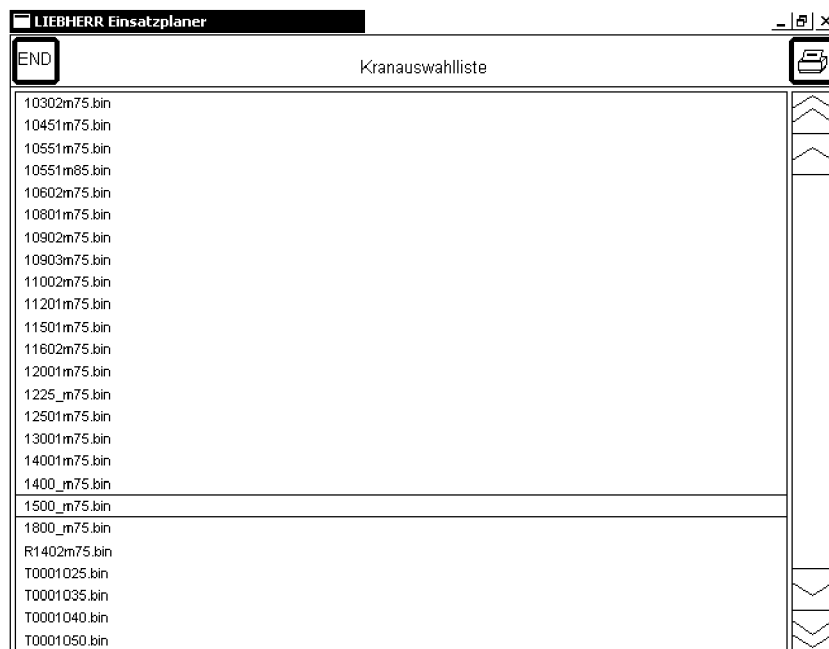 LIEBHERR Einsatzplaner
END
Kranauswahlliste
10302m75.bin
10451m75.bin
10551m75.bin
10551m85.bin
10602m75.bin
10801m75.bin
10902m75.bin
10903m75.bin
11002m75.bin
11201m75.bin
11501m75.bin
11602m75.bin
12001m75.bin
1225_m75.bin
12501m75.bin
13001m75.bin
14001m75.bin
1400_m75.bin
1500_m75.bin
1800_m75.bin
R1402m75.bin
T0001025.bin
T0001035.bin
T0001040.bin
T0001050.bin